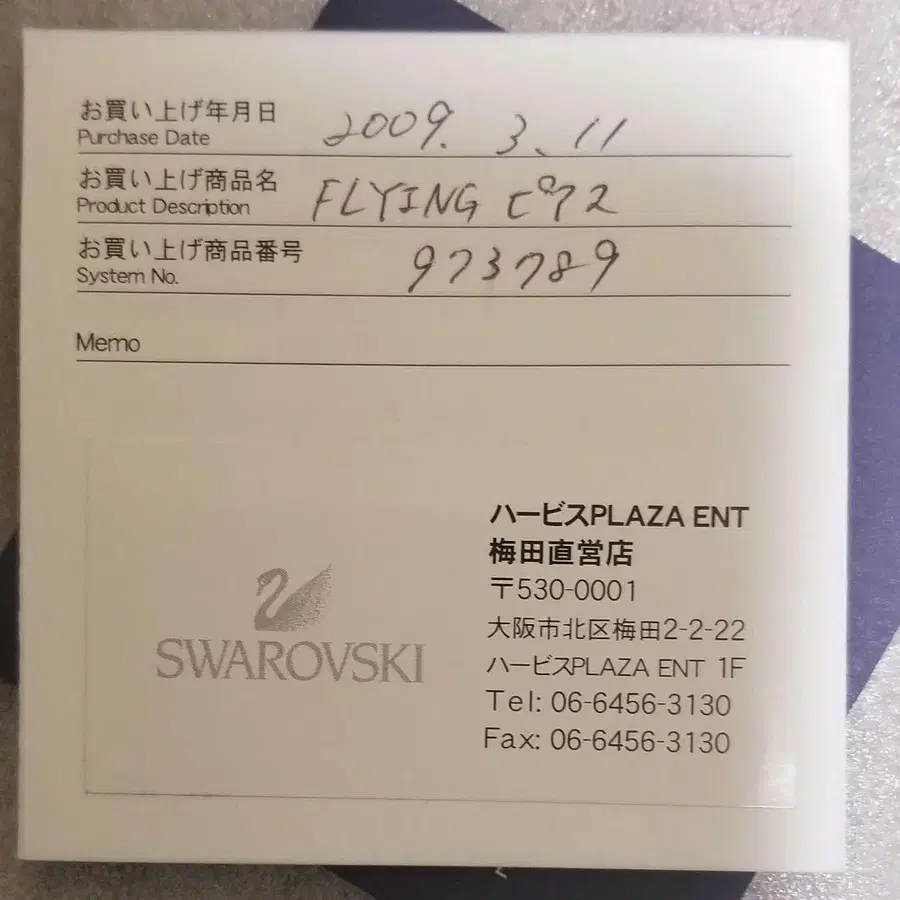 お買い上げ年月日
Purchase Date 2009. 3. 11
お買い上げ商品名
Product Description FLYING ピアス
お買い上げ商品番号
System No. 973789
Memo
SWAROVSKI
ハービスPLAZA ENT
梅田直営店
〒530-0001
大阪市北区梅田2-2-22
ハービスPLAZA ENT 1F
Tel: 06-6456-3130
Fax: 06-6456-3130